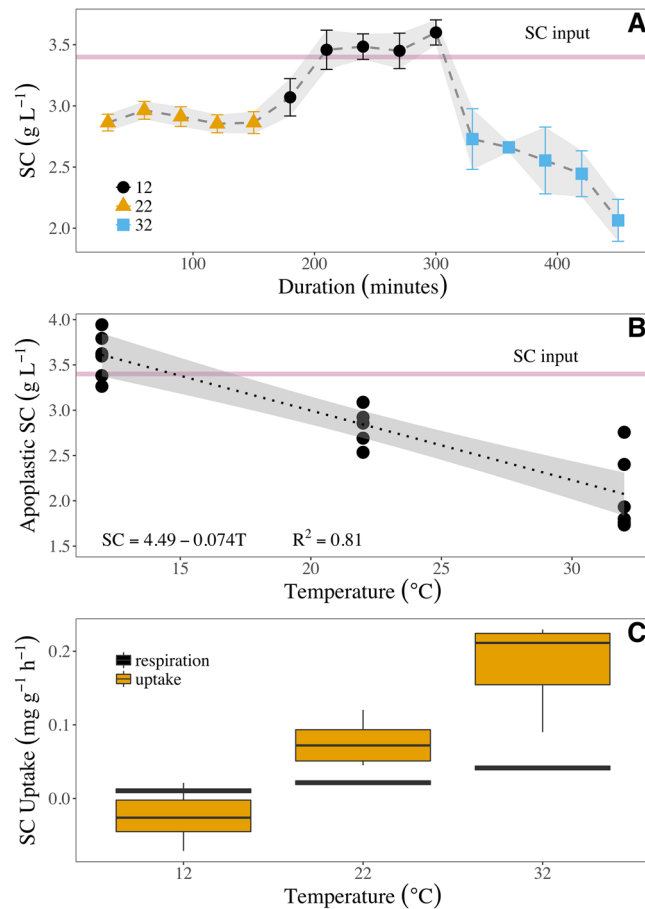 A
SC input
3.5
3.0
2.5
2.0
SC (g L⁻¹)
12
22
32
100 200 300 400
Duration (minutes)
B
SC input
4.0
3.5
3.0
2.5
2.0
1.5
Apoplastic SC (g L⁻¹)
SC = 4.49 − 0.074T R² = 0.81
15 20 25 30
Temperature (°C)
C
0.2
0.1
0.0
SC Uptake (mg g⁻¹ h⁻¹)
respiration
uptake
12 22 32
Temperature (°C)